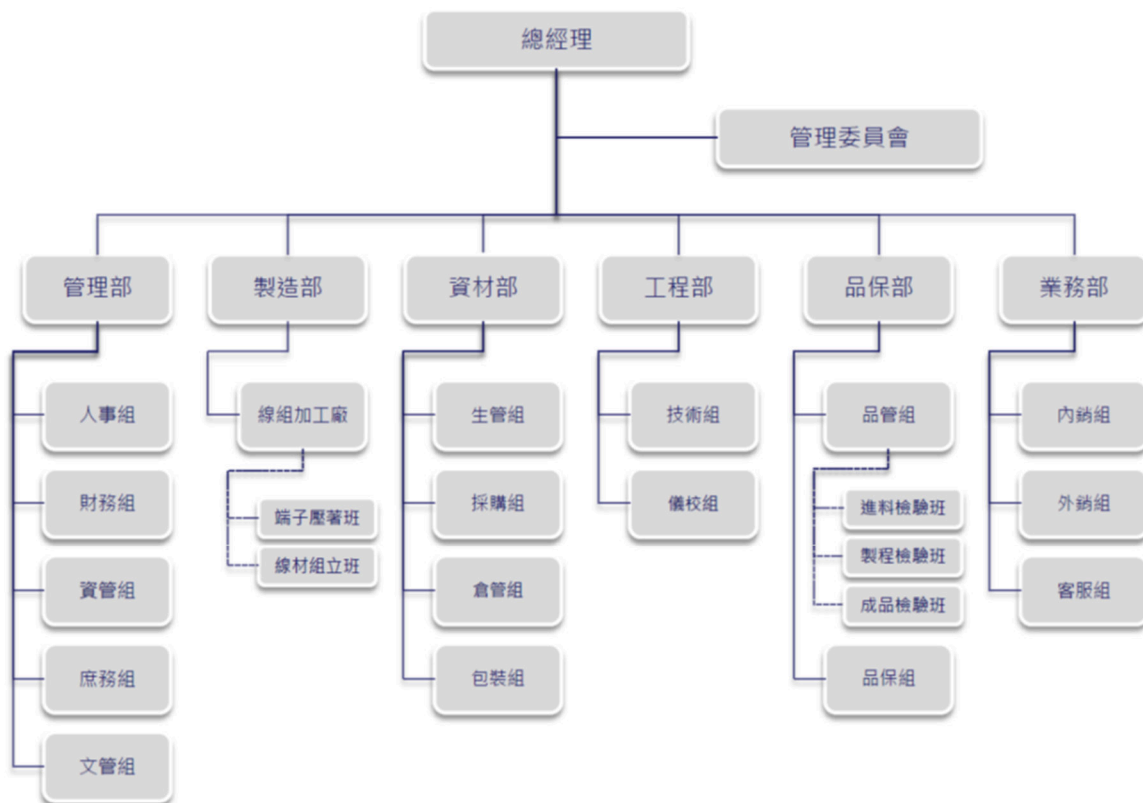 總經理
管理委員會
管理部
製造部
資材部
工程部
品保部
業務部
人事組
財務組
資管組
庶務組
文管組
線組加工廠
端子壓著班
線材組立班
生管組
採購組
倉管組
包裝組
技術組
儀校組
品管組
進料檢驗班
製程檢驗班
成品檢驗班
品保組
內銷組
外銷組
客服組